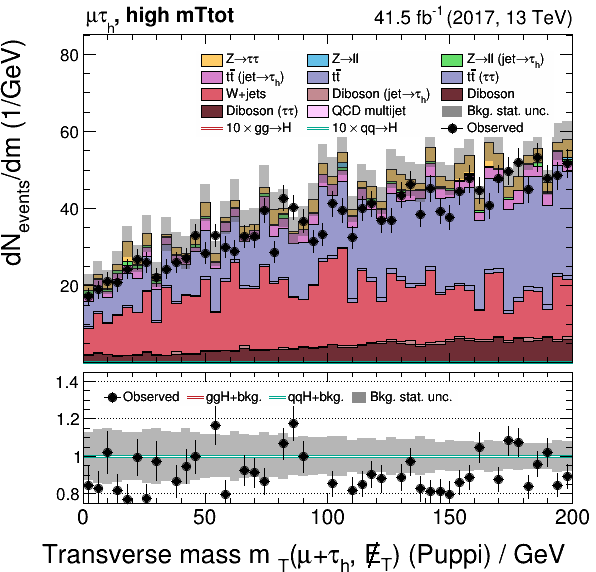 μτh, high mTtot 41.5 fb⁻¹ (2017, 13 TeV)
dNevents/dm (1/GeV)
80
60
40
20
Z→ττ Z→ll Z→ll (jet→τh)
tt̄ (jet→τh) tt̄ tt̄ (ττ)
W+jets Diboson (jet→τh) Diboson
Diboson (ττ) QCD multijet Bkg. stat. unc.
10 × gg→H 10 × qq→H Observed
1.4
1.2
1
0.8
Observed ggH+bkg. qqH+bkg. Bkg. stat. unc.
0 50 100 150 200
Transverse mass m T(μ+τh, E̸T) (Puppi) / GeV